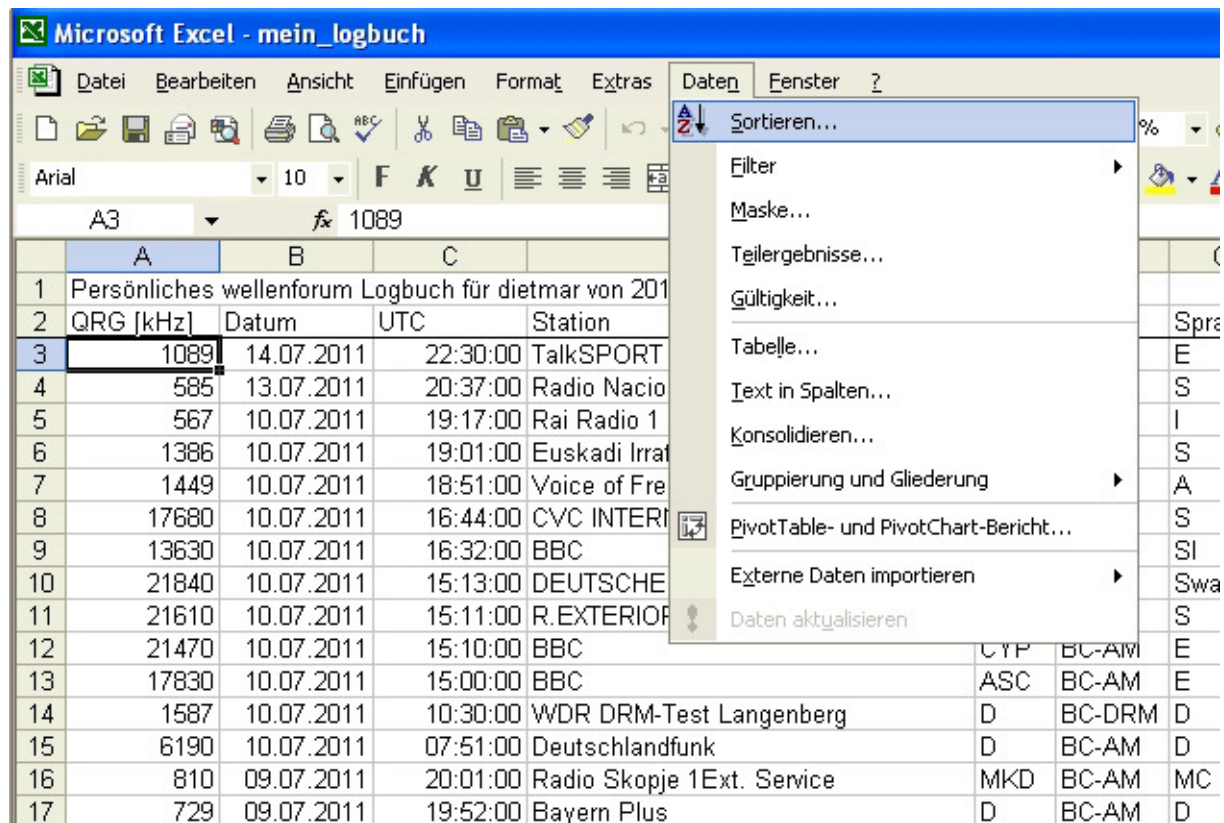 Microsoft Excel - mein_logbuch
Datei Bearbeiten Ansicht Einfügen Format Extras Daten Fenster ?
ABC %
Arial 10 F K U
A3 fx 1089
Sortieren...
Filter
Maske...
Teilergebnisse...
Gültigkeit...
Tabelle...
Text in Spalten...
Konsolidieren...
Gruppierung und Gliederung
PivotTable- und PivotChart-Bericht...
Externe Daten importieren
Daten aktualisieren
A B C
1 Persönliches wellenforum Logbuch für dietmar von 201
2 QRG [kHz] Datum UTC Station Spra
3 1089 14.07.2011 22:30:00 TalkSPORT E
4 585 13.07.2011 20:37:00 Radio Nacio S
5 567 10.07.2011 19:17:00 Rai Radio 1 I
6 1386 10.07.2011 19:01:00 Euskadi Irrat S
7 1449 10.07.2011 18:51:00 Voice of Fre A
8 17680 10.07.2011 16:44:00 CVC INTERN S
9 13630 10.07.2011 16:32:00 BBC SI
10 21840 10.07.2011 15:13:00 DEUTSCHE Swa
11 21610 10.07.2011 15:11:00 R.EXTERIOR S
12 21470 10.07.2011 15:10:00 BBC CYP BC-AM E
13 17830 10.07.2011 15:00:00 BBC ASC BC-AM E
14 1587 10.07.2011 10:30:00 WDR DRM-Test Langenberg D BC-DRM D
15 6190 10.07.2011 07:51:00 Deutschlandfunk D BC-AM D
16 810 09.07.2011 20:01:00 Radio Skopje 1Ext. Service MKD BC-AM MC
17 729 09.07.2011 19:52:00 Bayern Plus D BC-AM D